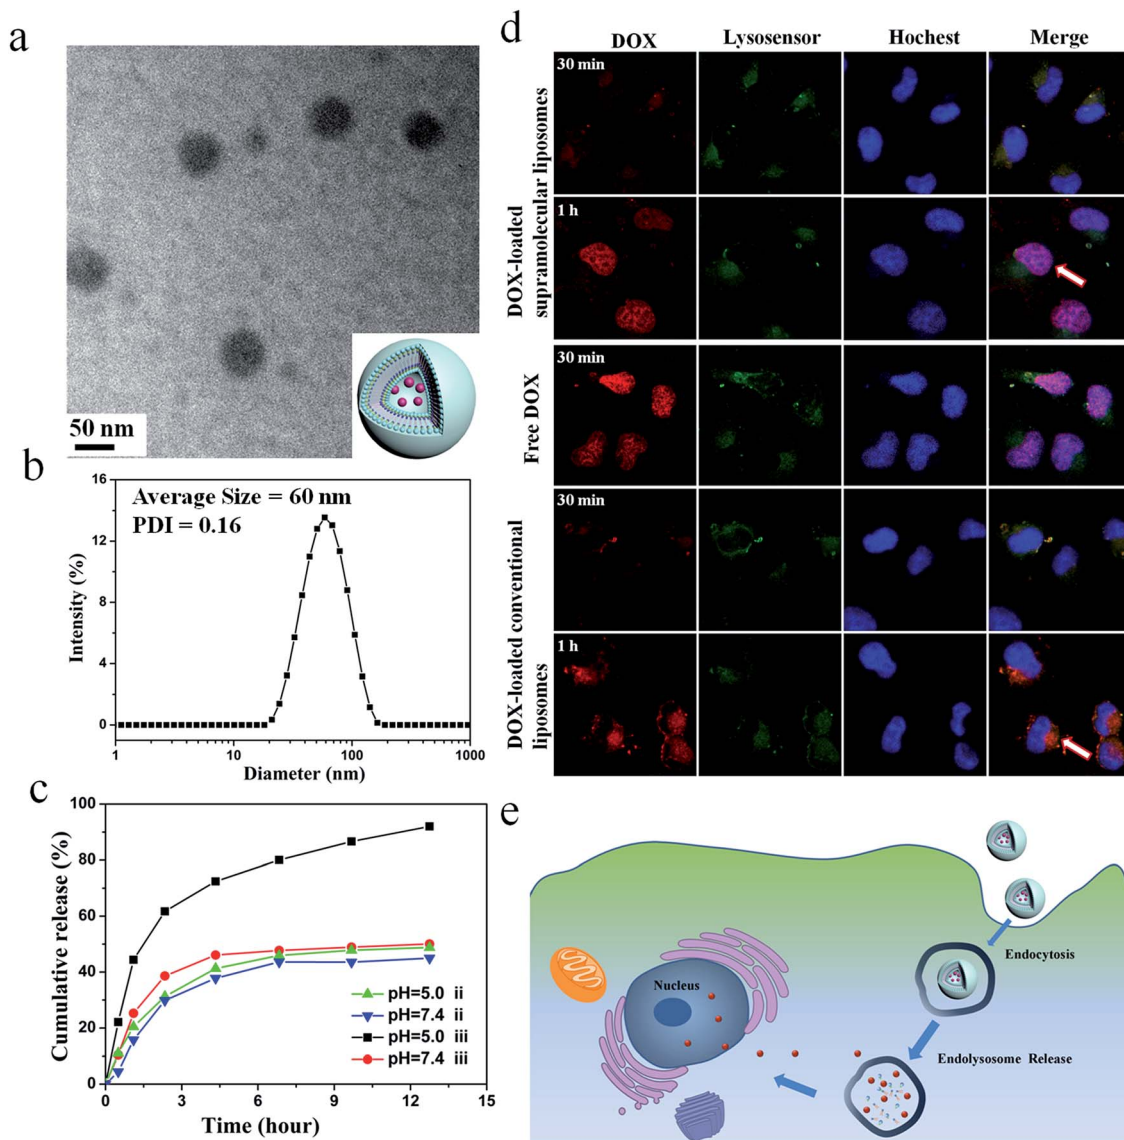 a
50 nm
b
Average Size = 60 nm
PDI = 0.16
Intensity (%)
16
12
8
4
0
1
10
100
1000
Diameter (nm)
c
Cumulative release (%)
100
80
60
40
20
0
pH=5.0 ii
pH=7.4 ii
pH=5.0 iii
pH=7.4 iii
0
3
6
9
12
15
Time (hour)
d
DOX
Lysosensor
Hochest
Merge
DOX-loaded
supramolecular liposomes
30 min
1 h
Free DOX
30 min
DOX-loaded conventional
liposomes
30 min
1 h
e
Endocytosis
Nucleus
Endolysosome Release